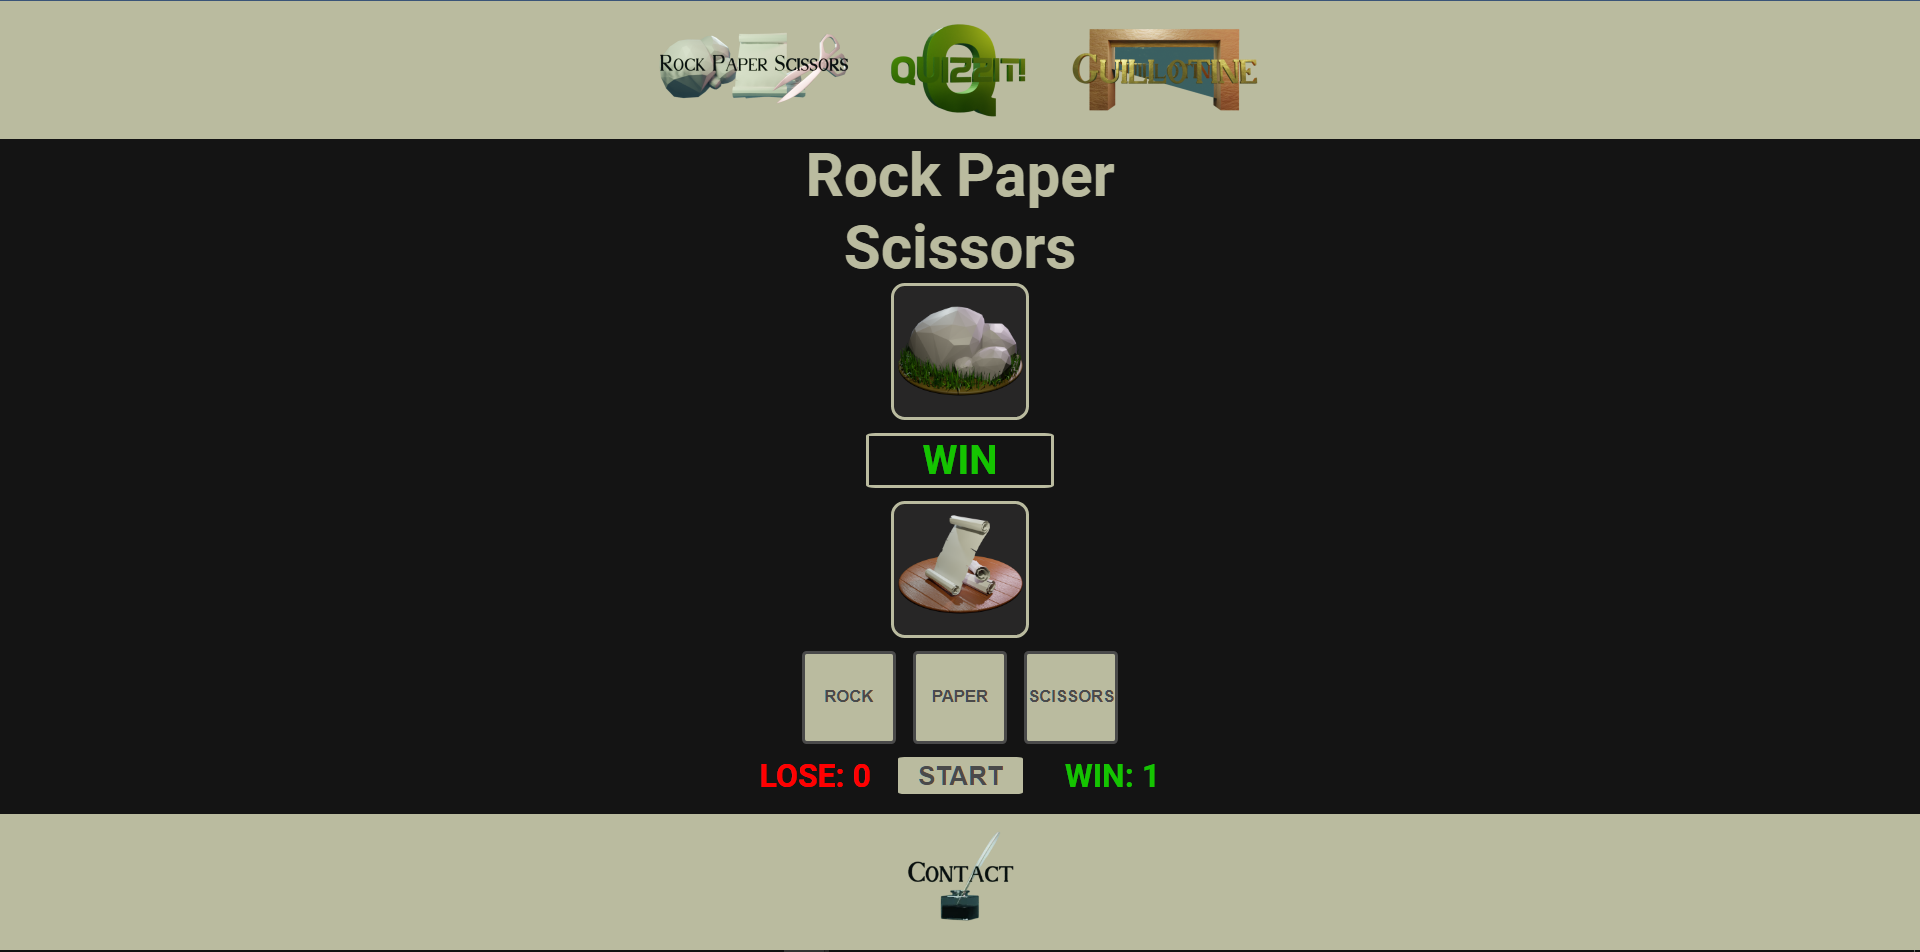 Rock Paper Scissors
QUIZZIT!
GUILLOTINE
Rock Paper
Scissors
WIN
ROCK PAPER SCISSORS
LOSE: 0 START WIN: 1
Contact